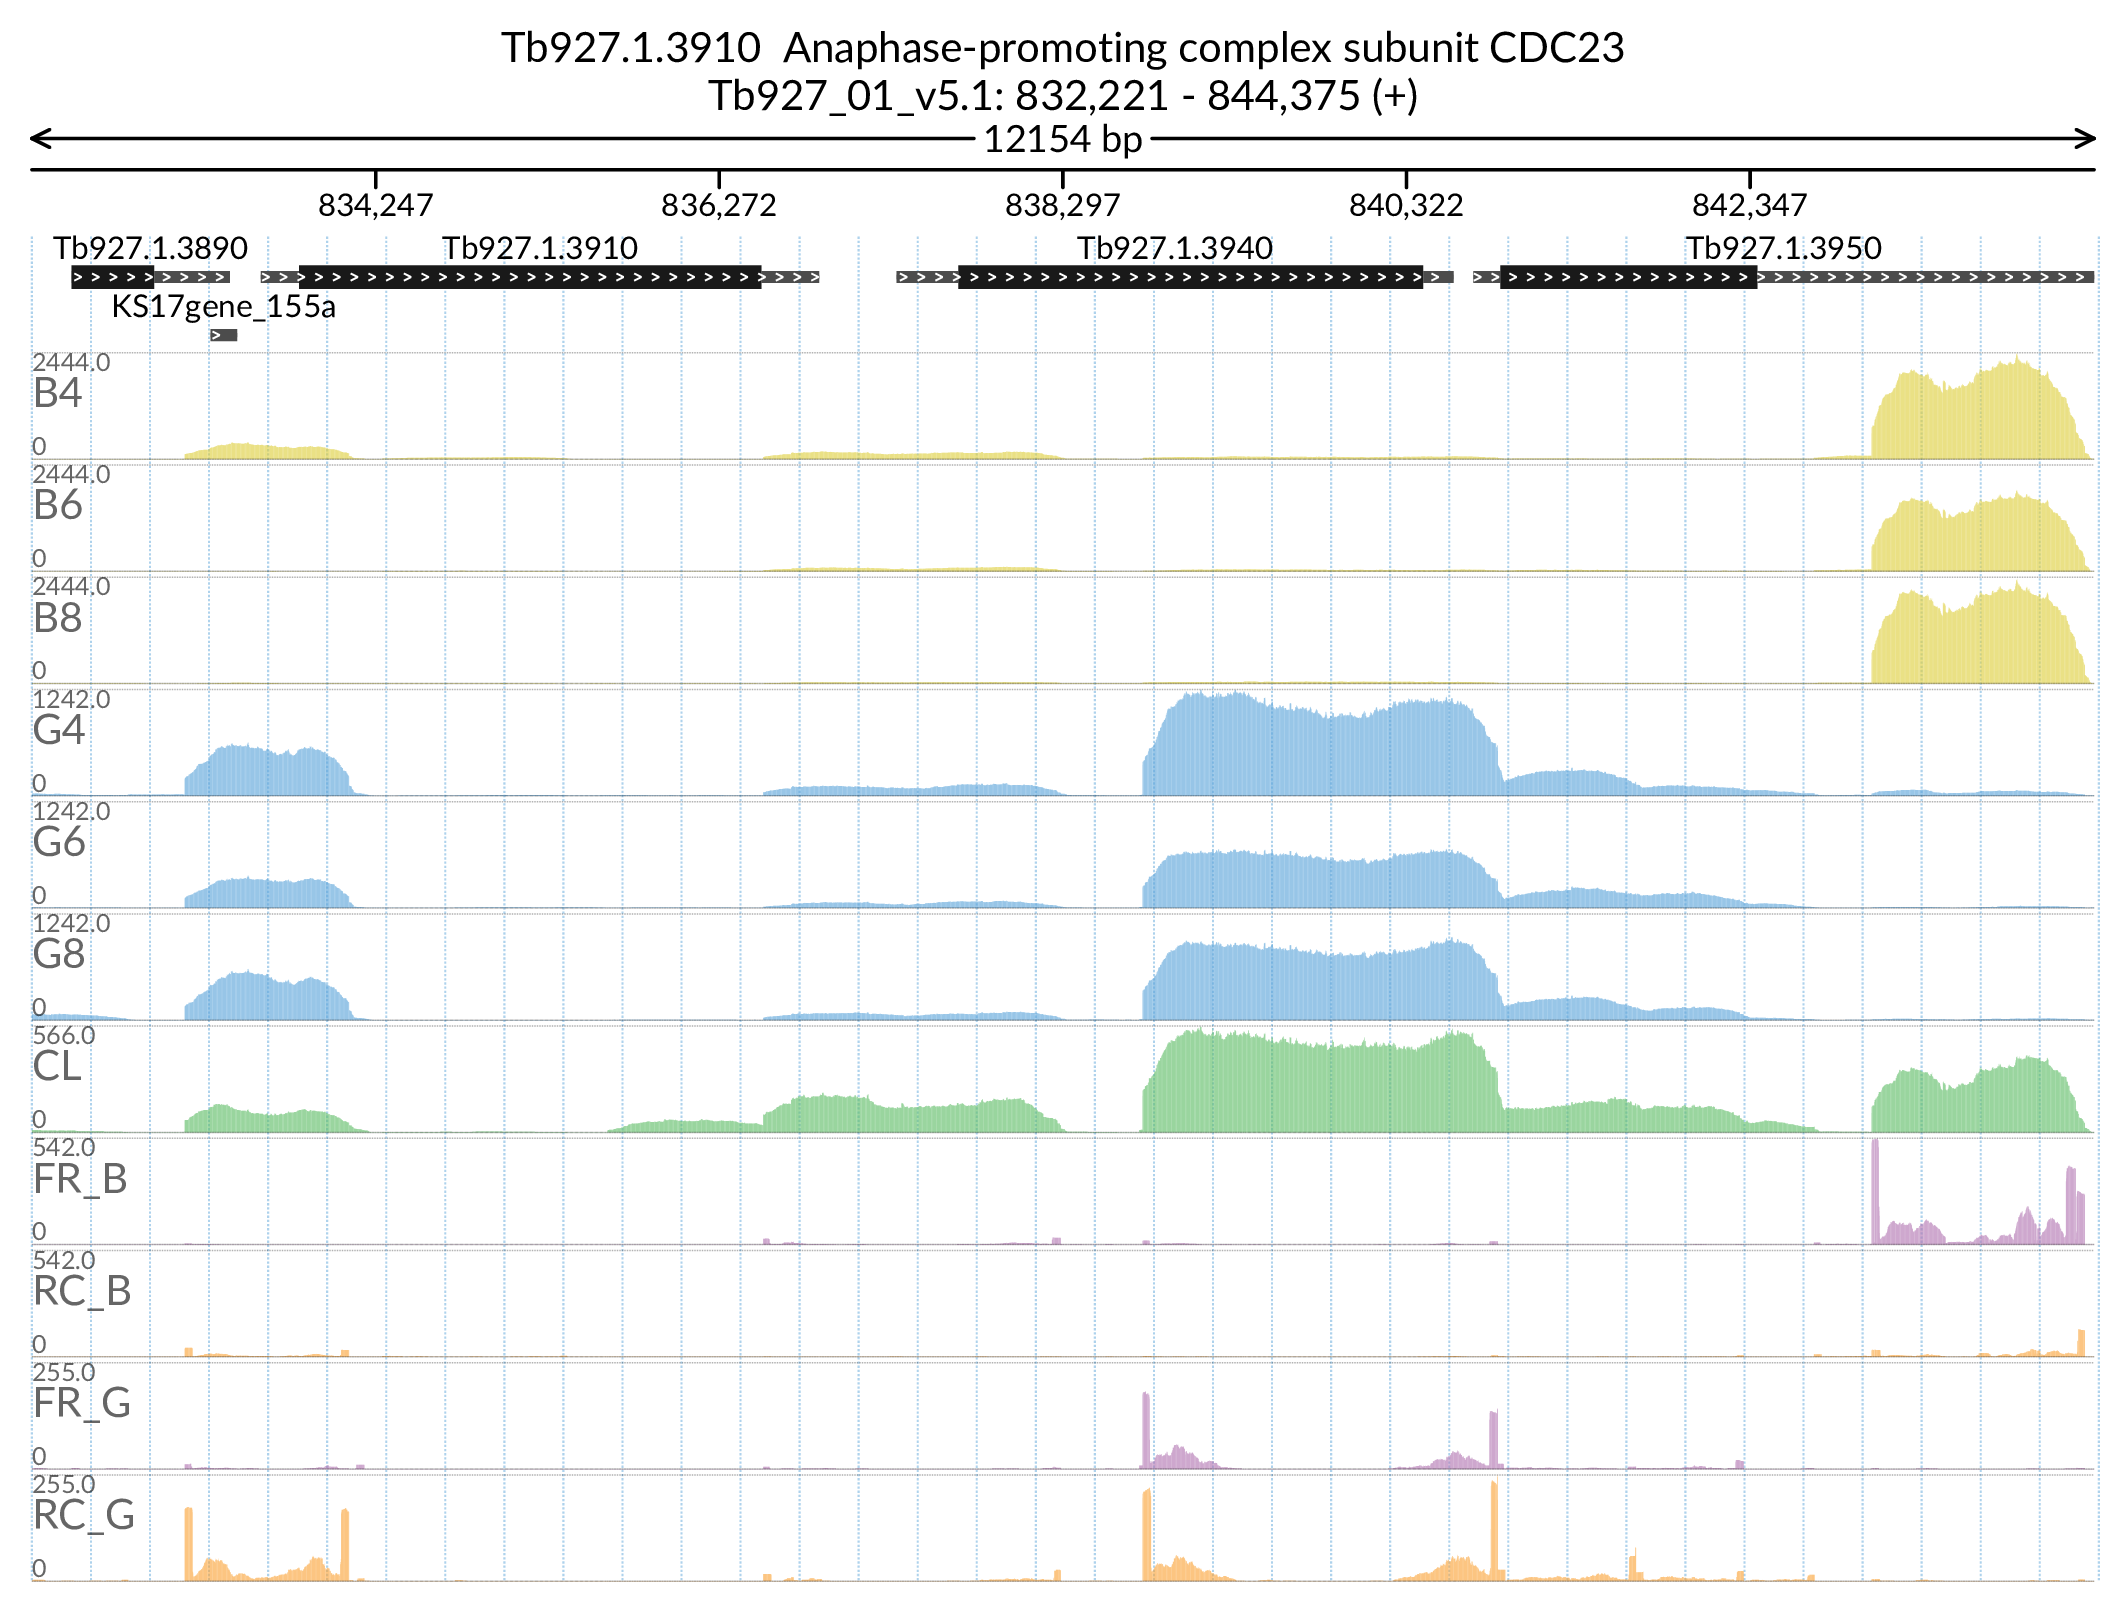 Tb927.1.3910  Anaphase-promoting complex subunit CDC23
Tb927_01_v5.1: 832,221 - 844,375 (+)
12154 bp
834,247 836,272 838,297 840,322 842,347
Tb927.1.3890 Tb927.1.3910 Tb927.1.3940 Tb927.1.3950
KS17gene_155a
2444.0
B4
0
2444.0
B6
0
2444.0
B8
0
1242.0
G4
0
1242.0
G6
0
1242.0
G8
0
566.0
CL
0
542.0
FR_B
0
542.0
RC_B
0
255.0
FR_G
0
255.0
RC_G
0